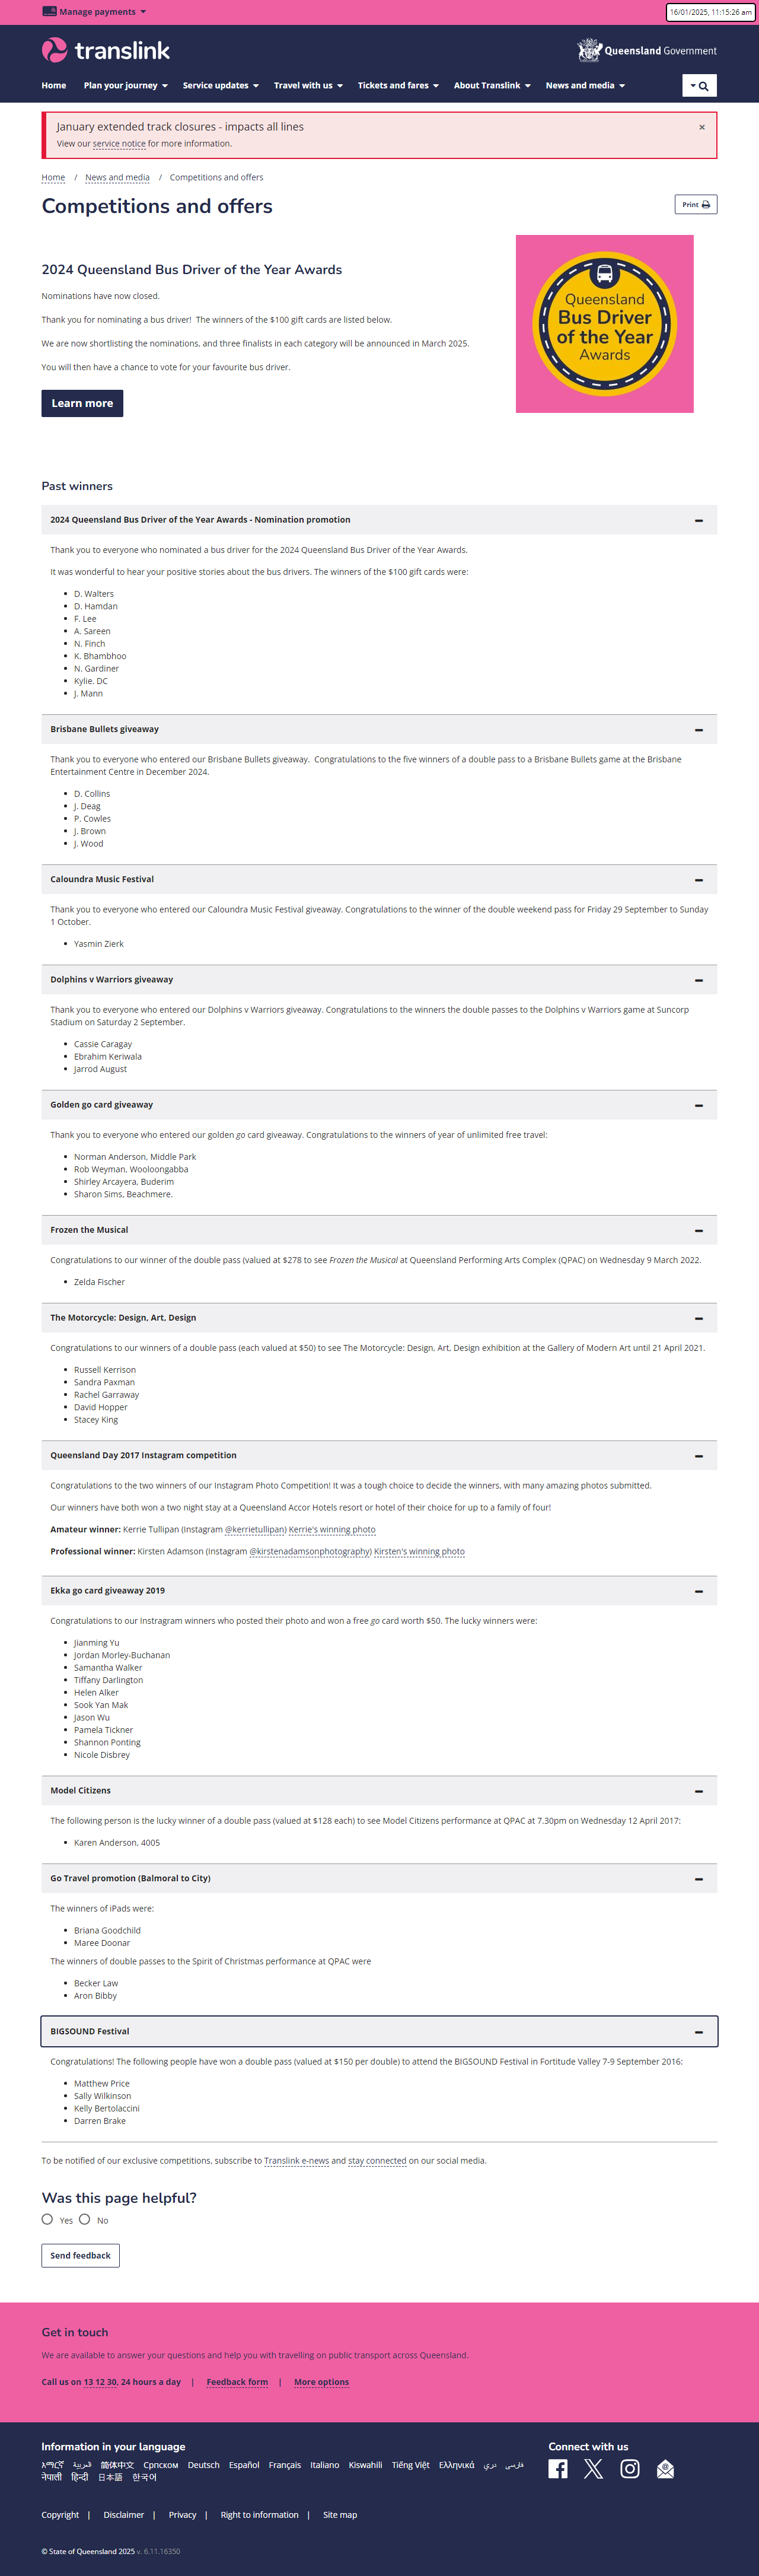 Manage payments
16/01/2025, 11:15:26 am
translink
Queensland Government
Home Plan your journey Service updates Travel with us Tickets and fares About Translink News and media
January extended track closures - impacts all lines
×
View our service notice for more information.
Home / News and media / Competitions and offers
Competitions and offers
Print
2024 Queensland Bus Driver of the Year Awards
Nominations have now closed.
Thank you for nominating a bus driver! The winners of the $100 gift cards are listed below.
We are now shortlisting the nominations, and three finalists in each category will be announced in March 2025.
You will then have a chance to vote for your favourite bus driver.
Learn more
Queensland
Bus Driver
of the Year
Awards
Past winners
2024 Queensland Bus Driver of the Year Awards - Nomination promotion
Thank you to everyone who nominated a bus driver for the 2024 Queensland Bus Driver of the Year Awards.
It was wonderful to hear your positive stories about the bus drivers. The winners of the $100 gift cards were:
D. Walters
D. Hamdan
F. Lee
A. Sareen
N. Finch
K. Bhambhoo
N. Gardiner
Kylie. DC
J. Mann
Brisbane Bullets giveaway
Thank you to everyone who entered our Brisbane Bullets giveaway. Congratulations to the five winners of a double pass to a Brisbane Bullets game at the Brisbane
Entertainment Centre in December 2024.
D. Collins
J. Deag
P. Cowles
J. Brown
J. Wood
Caloundra Music Festival
Thank you to everyone who entered our Caloundra Music Festival giveaway. Congratulations to the winner of the double weekend pass for Friday 29 September to Sunday
1 October.
Yasmin Zierk
Dolphins v Warriors giveaway
Thank you to everyone who entered our Dolphins v Warriors giveaway. Congratulations to the winners the double passes to the Dolphins v Warriors game at Suncorp
Stadium on Saturday 2 September.
Cassie Caragay
Ebrahim Keriwala
Jarrod August
Golden go card giveaway
Thank you to everyone who entered our golden go card giveaway. Congratulations to the winners of year of unlimited free travel:
Norman Anderson, Middle Park
Rob Weyman, Wooloongabba
Shirley Arcayera, Buderim
Sharon Sims, Beachmere.
Frozen the Musical
Congratulations to our winner of the double pass (valued at $278 to see Frozen the Musical at Queensland Performing Arts Complex (QPAC) on Wednesday 9 March 2022.
Zelda Fischer
The Motorcycle: Design, Art, Design
Congratulations to our winners of a double pass (each valued at $50) to see The Motorcycle: Design, Art, Design exhibition at the Gallery of Modern Art until 21 April 2021.
Russell Kerrison
Sandra Paxman
Rachel Garraway
David Hopper
Stacey King
Queensland Day 2017 Instagram competition
Congratulations to the two winners of our Instagram Photo Competition! It was a tough choice to decide the winners, with many amazing photos submitted.
Our winners have both won a two night stay at a Queensland Accor Hotels resort or hotel of their choice for up to a family of four!
Amateur winner: Kerrie Tullipan (Instagram @kerrietullipan) Kerrie's winning photo
Professional winner: Kirsten Adamson (Instagram @kirstenadamsonphotography) Kirsten's winning photo
Ekka go card giveaway 2019
Congratulations to our Instragram winners who posted their photo and won a free go card worth $50. The lucky winners were:
Jianming Yu
Jordan Morley-Buchanan
Samantha Walker
Tiffany Darlington
Helen Alker
Sook Yan Mak
Jason Wu
Pamela Tickner
Shannon Ponting
Nicole Disbrey
Model Citizens
The following person is the lucky winner of a double pass (valued at $128 each) to see Model Citizens performance at QPAC at 7.30pm on Wednesday 12 April 2017:
Karen Anderson, 4005
Go Travel promotion (Balmoral to City)
The winners of iPads were:
Briana Goodchild
Maree Doonar
The winners of double passes to the Spirit of Christmas performance at QPAC were
Becker Law
Aron Bibby
BIGSOUND Festival
Congratulations! The following people have won a double pass (valued at $150 per double) to attend the BIGSOUND Festival in Fortitude Valley 7-9 September 2016:
Matthew Price
Sally Wilkinson
Kelly Bertolaccini
Darren Brake
To be notified of our exclusive competitions, subscribe to Translink e-news and stay connected on our social media.
Was this page helpful?
Yes No
Send feedback
Get in touch
We are available to answer your questions and help you with travelling on public transport across Queensland.
Call us on 13 12 30, 24 hours a day | Feedback form | More options
Information in your language
አማርኛ العربية 简体中文 Српском Deutsch Español Français Italiano Kiswahili Tiếng Việt Ελληνικά دری فارسی
नेपाली हिन्दी 日本語 한국어
Connect with us
Copyright | Disclaimer | Privacy | Right to information | Site map
© State of Queensland 2025 v. 6.11.16350